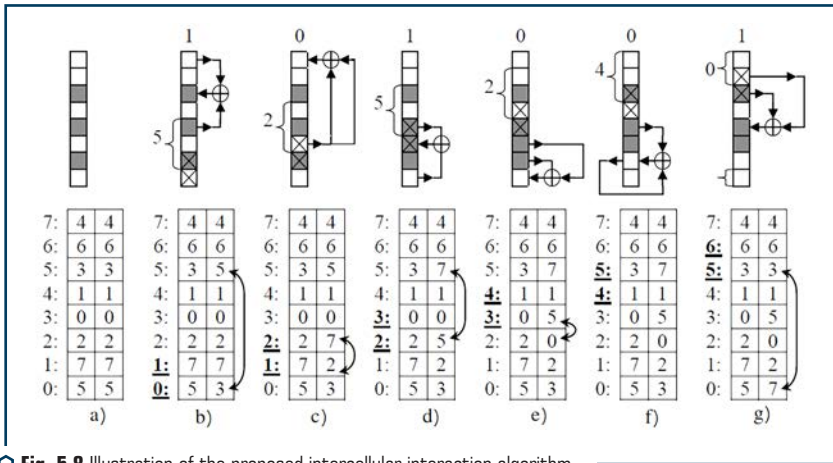 1 0 1 0 0 1
5 2 5 2 4 0
7: 4 4 7: 4 4 7: 4 4 7: 4 4 7: 4 4 7: 4 4 7: 4 4
6: 6 6 6: 6 6 6: 6 6 6: 6 6 6: 6 6 6: 6 6 6: 6 6
5: 3 3 5: 3 5 5: 3 5 5: 3 7 5: 3 7 5: 3 7 5: 3 3
4: 1 1 4: 1 1 4: 1 1 4: 1 1 4: 1 1 4: 1 1 4: 1 1
3: 0 0 3: 0 0 3: 0 0 3: 0 0 3: 0 5 3: 0 5 3: 0 5
2: 2 2 2: 2 2 2: 2 7 2: 2 5 2: 2 0 2: 2 0 2: 2 0
1: 7 7 1: 7 7 1: 7 2 1: 7 2 1: 7 2 1: 7 2 1: 7 2
0: 5 5 0: 5 3 0: 5 3 0: 5 3 0: 5 3 0: 5 3 0: 5 7
a) b) c) d) e) f) g)